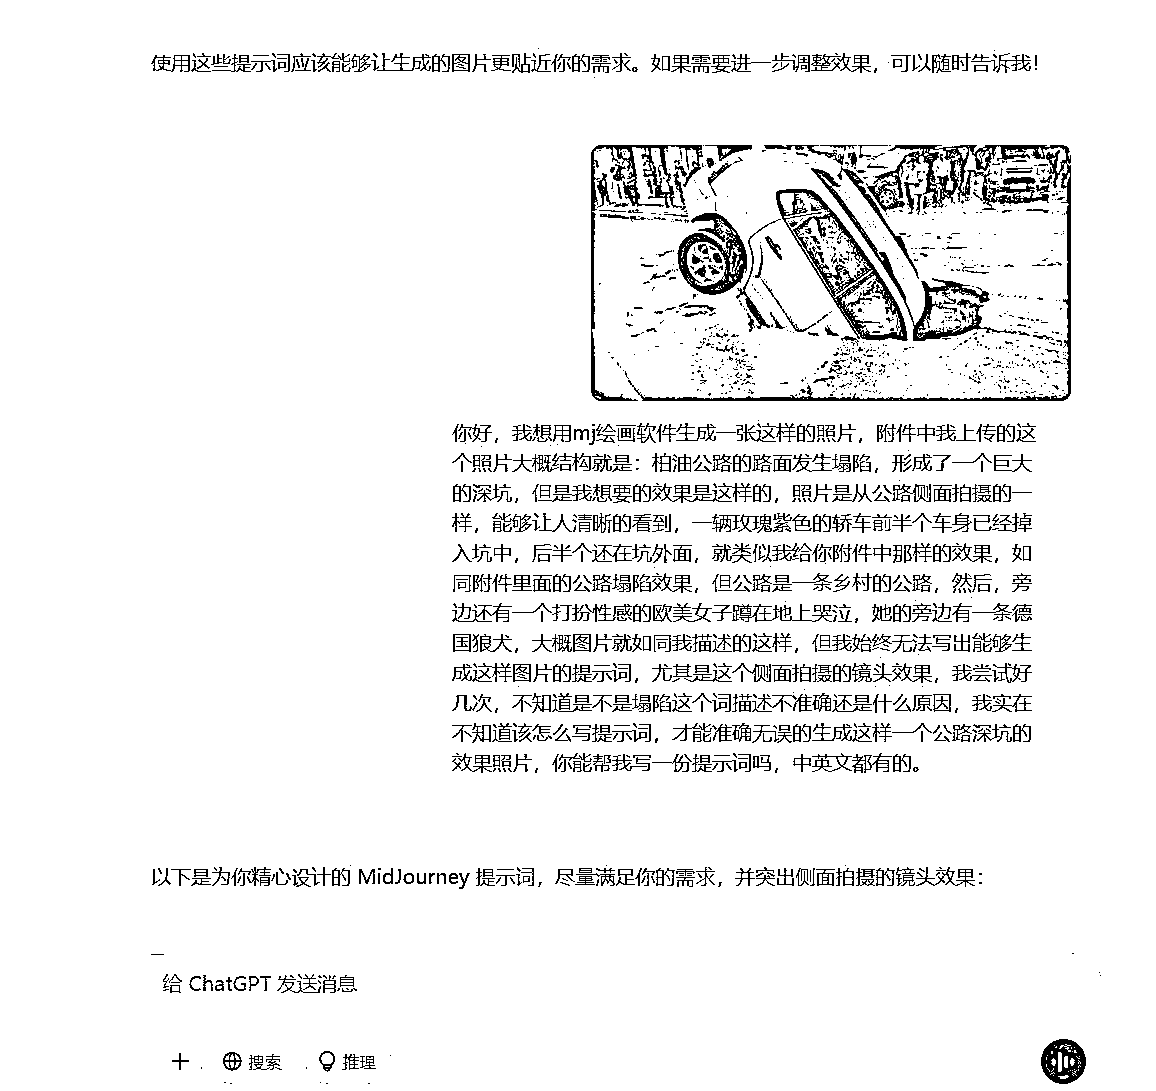 使用这些提示词应该能够让生成的图片更贴近你的需求。如果需要进一步调整效果，可以随时告诉我！
你好，我想用mj绘画软件生成一张这样的照片，附件中我上传的这
个照片大概结构就是：柏油公路的路面发生塌陷，形成了一个巨大
的深坑，但是我想要的效果是这样的，照片是从公路侧面拍摄的一
样，能够让人清晰的看到，一辆玫瑰紫色的轿车前半个车身已经掉
入坑中，后半个还在坑外面，就类似我给你附件中那样的效果，如
同附件里面的公路塌陷效果，但公路是一条乡村的公路，然后，旁
边还有一个打扮性感的欧美女子蹲在地上哭泣，她的旁边有一条德
国狼犬，大概图片就如同我描述的这样，但我始终无法写出能够生
成这样图片的提示词，尤其是这个侧面拍摄的镜头效果，我尝试好
几次，不知道是不是塌陷这个词描述不准确还是什么原因，我实在
不知道该怎么写提示词，才能准确无误的生成这样一个公路深坑的
效果照片，你能帮我写一份提示词吗，中英文都有的。
以下是为你精心设计的 MidJourney 提示词，尽量满足你的需求，并突出侧面拍摄的镜头效果：
给 ChatGPT 发送消息
搜索 推理